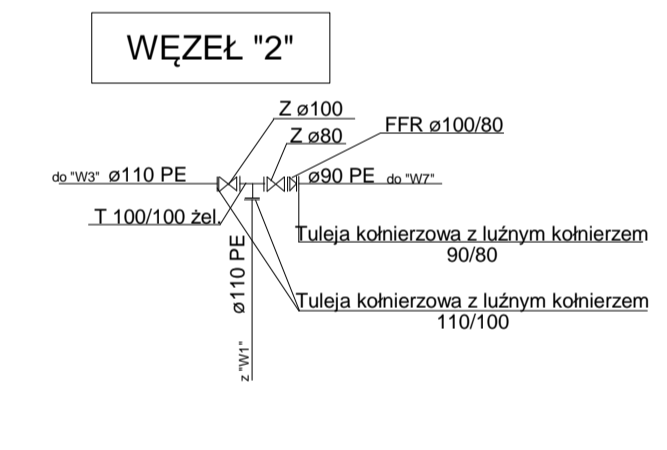 WĘZEŁ "2"
Z ø100
Z ø80
FFR ø100/80
do "W3" ø110 PE
ø90 PE do "W7"
T 100/100 żel.
Tuleja kołnierzowa z luźnym kołnierzem
90/80
Tuleja kołnierzowa z luźnym kołnierzem
110/100
z "W1" ø110 PE